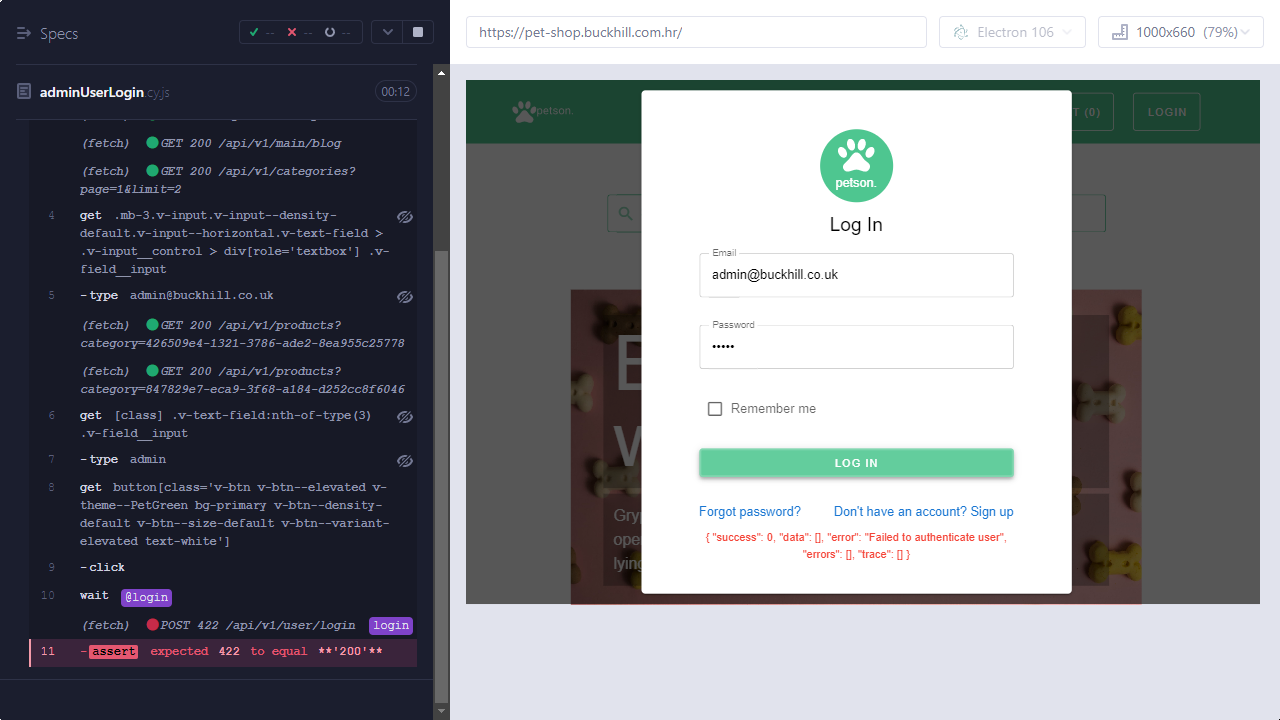 Specs
-- -- --
adminUserLogin.cy.js
00:12
(fetch) GET 200 /api/v1/main/blog
(fetch) GET 200 /api/v1/categories?
page=1&limit=2
4 get .mb-3.v-input.v-input--density-
default.v-input--horizontal.v-text-field >
.v-input__control > div[role='textbox'] .v-
field__input
5 -type admin@buckhill.co.uk
(fetch) GET 200 /api/v1/products?
category=426509e4-1321-3786-ade2-8ea955c25778
(fetch) GET 200 /api/v1/products?
category=847829e7-eca9-3f68-a184-d252cc8f6046
6 get [class] .v-text-field:nth-of-type(3)
.v-field__input
7 -type admin
8 get button[class='v-btn v-btn--elevated v-
theme--PetGreen bg-primary v-btn--density-
default v-btn--size-default v-btn--variant-
elevated text-white']
9 -click
10 wait @login
(fetch) POST 422 /api/v1/user/login login
11 -assert expected 422 to equal **'200'**
https://pet-shop.buckhill.com.hr/
Electron 106
1000x660 (79%)
petson.
T (0)
LOGIN
petson.
Log In
Email
admin@buckhill.co.uk
Password
•••••
Remember me
LOG IN
Forgot password?
Don't have an account? Sign up
{ "success": 0, "data": [], "error": "Failed to authenticate user",
"errors": [], "trace": [] }